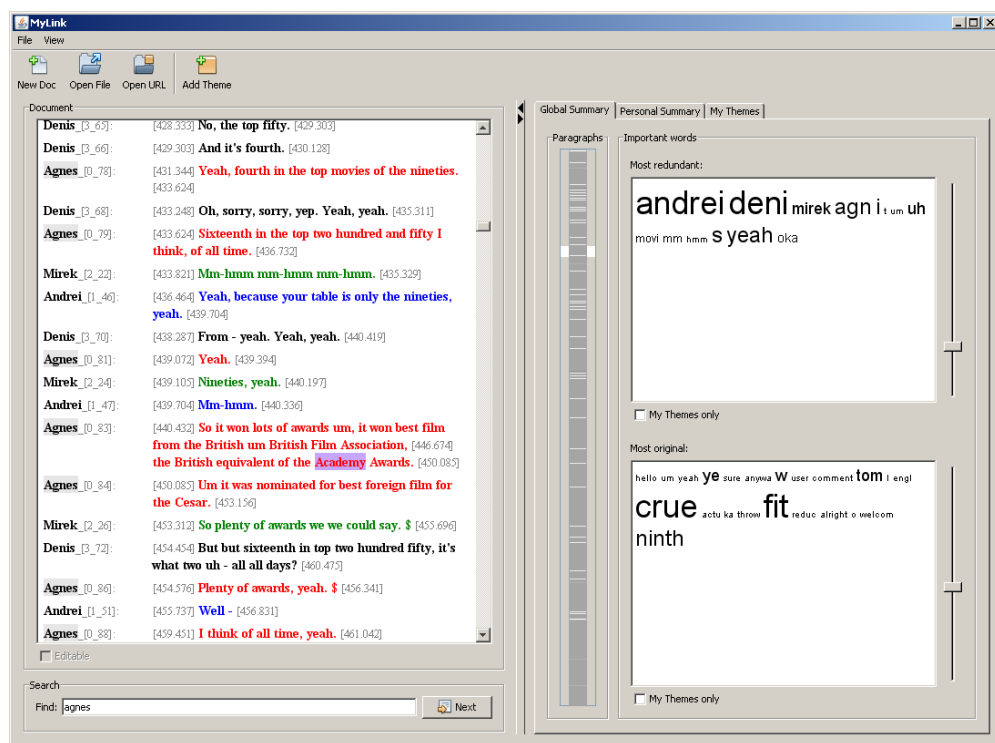 MyLink
File View
New Doc Open File Open URL Add Theme
Document
Denis_[3_65]: [428.333] No, the top fifty. [429.303]
Denis_[3_66]: [429.303] And it's fourth. [430.128]
Agnes_[0_78]: [431.344] Yeah, fourth in the top movies of the nineties.
[433.624]
Denis_[3_68]: [433.248] Oh, sorry, sorry, yep. Yeah, yeah. [435.311]
Agnes_[0_79]: [433.624] Sixteenth in the top two hundred and fifty I
think, of all time. [436.732]
Mirek_[2_22]: [433.821] Mm-hmm mm-hmm mm-hmm. [435.329]
Andrei_[1_46]: [436.464] Yeah, because your table is only the nineties,
yeah. [439.704]
Denis_[3_70]: [438.287] From - yeah. Yeah, yeah. [440.419]
Agnes_[0_81]: [439.072] Yeah. [439.394]
Mirek_[2_24]: [439.105] Nineties, yeah. [440.197]
Andrei_[1_47]: [439.704] Mm-hmm. [440.336]
Agnes_[0_83]: [440.432] So it won lots of awards um, it won best film
from the British um British Film Association, [446.674]
the British equivalent of the Academy Awards. [450.085]
Agnes_[0_84]: [450.085] Um it was nominated for best foreign film for
the Cesar. [453.156]
Mirek_[2_26]: [453.312] So plenty of awards we we could say. $ [455.696]
Denis_[3_72]: [454.454] But but sixteenth in top two hundred fifty, it's
what two uh - all all days? [460.475]
Agnes_[0_86]: [454.576] Plenty of awards, yeah. $ [456.341]
Andrei_[1_51]: [455.737] Well - [456.831]
Agnes_[0_88]: [459.451] I think of all time, yeah. [461.042]
Editable
Search
Find: agnes Next
Global Summary Personal Summary My Themes
Paragraphs
Important words
Most redundant:
andrei deni mirek agn i t um uh
movi mm hmm s yeah oka
My Themes only
Most original:
hello um yeah ye sure anywa w user comment tom l engl
crue actu ka throw fit reduc alright o welcom
ninth
My Themes only